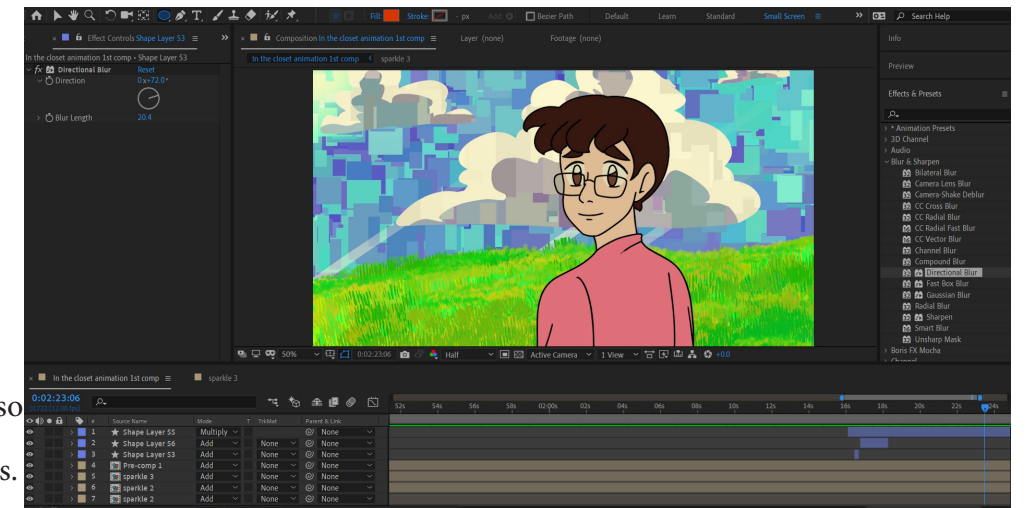 Fill:
Stroke:
- px
Add
Bezier Path
Default
Learn
Standard
Small Screen
Search Help
Effect Controls Shape Layer 53
In the closet animation 1st comp • Shape Layer 53
fx Directional Blur
Reset
Direction
0x+72.0°
Blur Length
20.4
Composition In the closet animation 1st comp
Layer (none)
Footage (none)
In the closet animation 1st comp
sparkle 3
50%
0:02:23:06
Half
Active Camera
1 View
+0.0
Info
Preview
Effects & Presets
* Animation Presets
3D Channel
Audio
Blur & Sharpen
Bilateral Blur
Camera Lens Blur
Camera-Shake Deblur
CC Cross Blur
CC Radial Blur
CC Radial Fast Blur
CC Vector Blur
Channel Blur
Compound Blur
Directional Blur
Fast Box Blur
Gaussian Blur
Radial Blur
Sharpen
Smart Blur
Unsharp Mask
Boris FX Mocha
Channel
so
s.
In the closet animation 1st comp
sparkle 3
0:02:23:06
52s 54s 56s 58s 02:00s 02s 04s 06s 08s 10s 12s 14s 16s 18s 20s 22s 24s
# Source Name Mode T TrkMat Parent & Link
1 Shape Layer 55 Multiply None
2 Shape Layer 56 Add None None
3 Shape Layer 53 Add None None
4 Pre-comp 1 Add None None
5 sparkle 3 Add None None
6 sparkle 2 Add None None
7 sparkle 2 Add None None